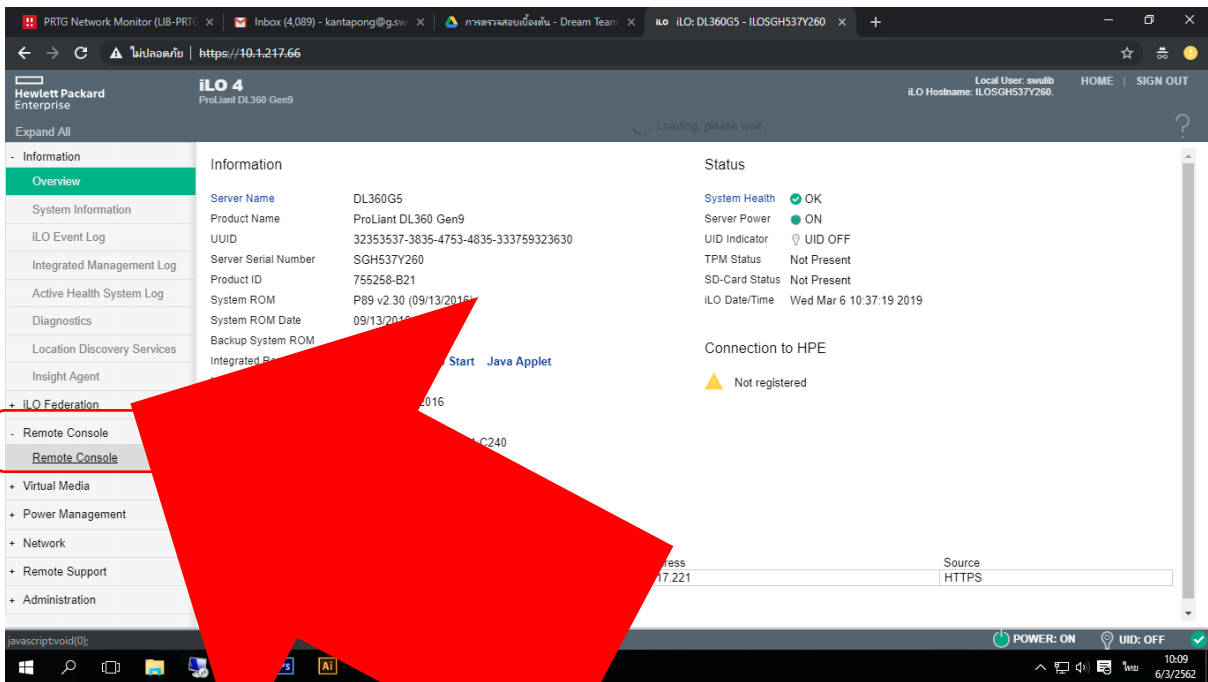 PRTG Network Monitor (LIB-PRTG
Inbox (4,089) - kantapong@g.sw
การตรวจสอบเบื้องต้น - Dream Team
iLO: DL360G5 - ILOSGH537Y260
ไม่ปลอดภัย
https://10.1.217.66
Hewlett Packard
Enterprise
iLO 4
ProLiant DL360 Gen9
Local User: swulib
iLO Hostname: ILOSGH537Y260.
HOME | SIGN OUT
Expand All
Loading, please wait ...
?
- Information
Overview
System Information
iLO Event Log
Integrated Management Log
Active Health System Log
Diagnostics
Location Discovery Services
Insight Agent
+ iLO Federation
- Remote Console
Remote Console
+ Virtual Media
+ Power Management
+ Network
+ Remote Support
+ Administration
Information
Server Name DL360G5
Product Name ProLiant DL360 Gen9
UUID 32353537-3835-4753-4835-333759323630
Server Serial Number SGH537Y260
Product ID 755258-B21
System ROM P89 v2.30 (09/13/2016)
System ROM Date 09/13/201
Backup System ROM
Integrated Start Java Applet
2016
C240
Status
System Health OK
Server Power ON
UID Indicator UID OFF
TPM Status Not Present
SD-Card Status Not Present
iLO Date/Time Wed Mar 6 10:37:19 2019
Connection to HPE
Not registered
ress Source
17.221 HTTPS
javascript:void(0);
POWER: ON UID: OFF
Ps
Ai
ไทย
10:09
6/3/2562